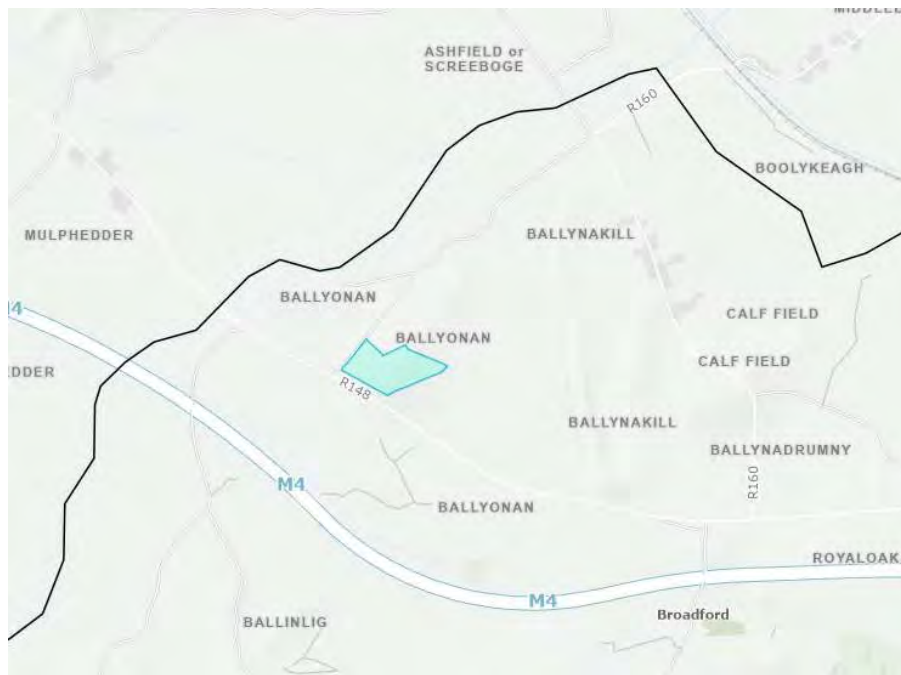 ASHFIELD or
SCREEBOGE
R160
BOOLYKEAGH
MULPHEDDER
BALLYNAKILL
BALLYONAN
M4
CALF FIELD
BALLYONAN
CALF FIELD
R148
BALLYNAKILL
BALLYNADRUMNY
M4
R160
BALLYONAN
ROYALOAK
M4
Broadford
BALLINLIG